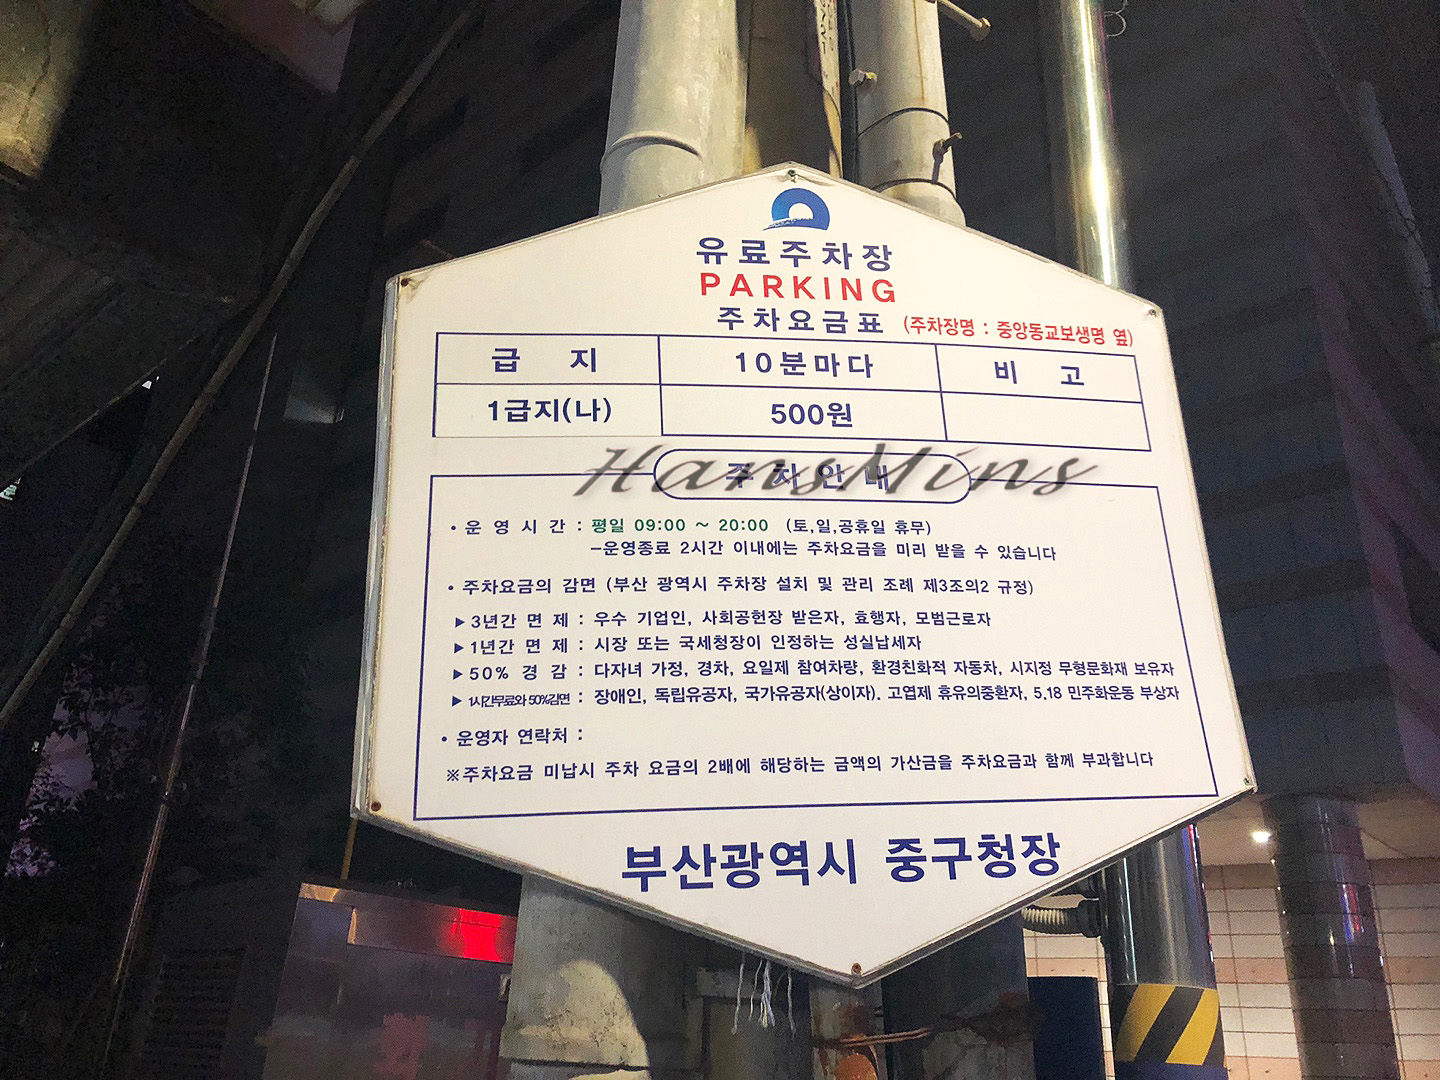 유료주차장
PARKING
주차요금표 (주차장명 : 중앙동교보생명 옆)
급 지 10분마다 비 고
1급지(나) 500원
주차안내
HansMins
• 운 영 시 간 : 평일 09:00 ~ 20:00 (토,일,공휴일 휴무)
-운영종료 2시간 이내에는 주차요금을 미리 받을 수 있습니다
• 주차요금의 감면 (부산 광역시 주차장 설치 및 관리 조례 제3조의2 규정)
▶ 3년간 면 제 : 우수 기업인, 사회공헌장 받은자, 효행자, 모범근로자
▶ 1년간 면 제 : 시장 또는 국세청장이 인정하는 성실납세자
▶ 50% 경 감 : 다자녀 가정, 경차, 요일제 참여차량, 환경친화적 자동차, 시지정 무형문화재 보유자
▶ 1시간무료와 50%감면 : 장애인, 독립유공자, 국가유공자(상이자). 고엽제 휴유의중환자, 5.18 민주화운동 부상자
• 운영자 연락처 :
※주차요금 미납시 주차 요금의 2배에 해당하는 금액의 가산금을 주차요금과 함께 부과합니다
부산광역시 중구청장